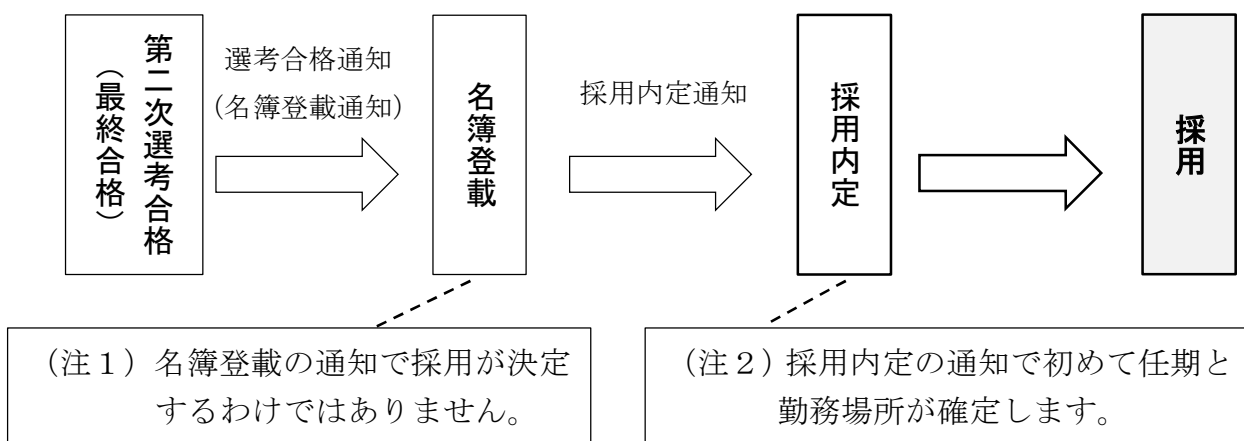 第二次選考合格
（最終合格）
選考合格通知
(名簿登載通知)
名簿登載
採用内定通知
採用内定
採用
（注１）名簿登載の通知で採用が決定
するわけではありません。
（注２）採用内定の通知で初めて任期と
勤務場所が確定します。